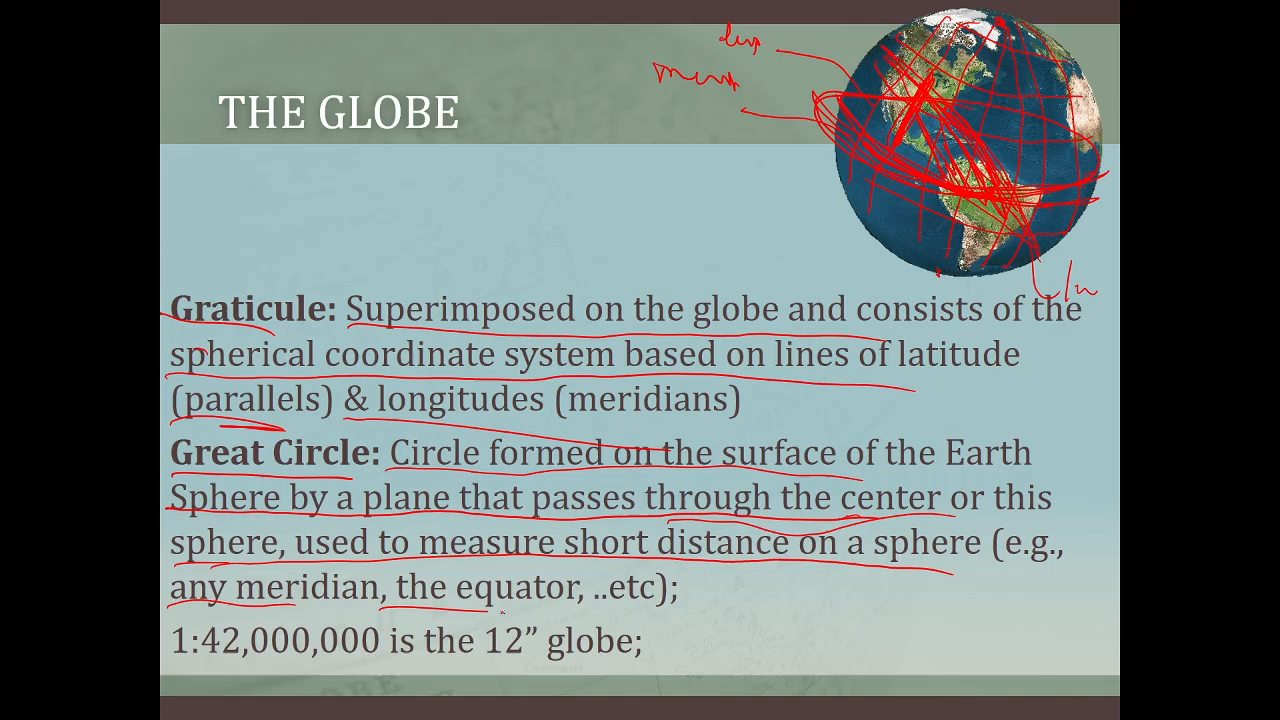 THE GLOBE
Graticule: Superimposed on the globe and consists of the
spherical coordinate system based on lines of latitude
(parallels) & longitudes (meridians)
Great Circle: Circle formed on the surface of the Earth
Sphere by a plane that passes through the center or this
sphere, used to measure short distance on a sphere (e.g.,
any meridian, the equator, ..etc);
1:42,000,000 is the 12” globe;